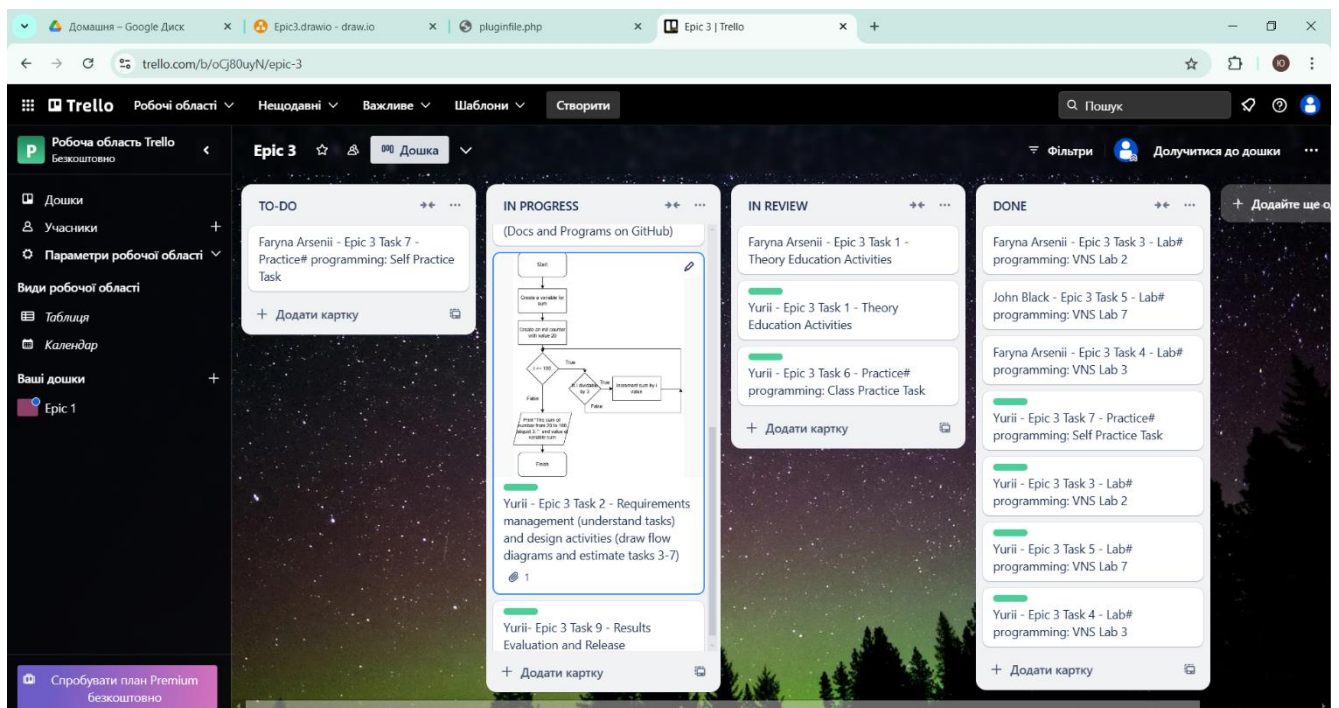 Домашня – Google Диск
Epic3.drawio - draw.io
pluginfile.php
Epic 3 | Trello
trello.com/b/oCj80uyN/epic-3
Ю
Trello
Робочі області
Нещодавні
Важливе
Шаблони
Створити
Пошук
P
Робоча область Trello
Безкоштовно
Epic 3
Дошка
Фільтри
Долучитися до дошки
Дошки
Учасники
Параметри робочої області
Види робочої області
Таблиця
Календар
Ваші дошки
Epic 1
Спробувати план Premium
безкоштовно
TO-DO
Faryna Arsenii - Epic 3 Task 7 -
Practice# programming: Self Practice
Task
+ Додати картку
IN PROGRESS
(Docs and Programs on GitHub)
Start
Create a variable for
sum
Create an int counter
with value 20
i <= 100
True
False
Is i dividable
by 3
True
False
Increment sum by i
value
Finish
Yurii - Epic 3 Task 2 - Requirements
management (understand tasks)
and design activities (draw flow
diagrams and estimate tasks 3-7)
1
Yurii- Epic 3 Task 9 - Results
Evaluation and Release
+ Додати картку
IN REVIEW
Faryna Arsenii - Epic 3 Task 1 -
Theory Education Activities
Yurii - Epic 3 Task 1 - Theory
Education Activities
Yurii - Epic 3 Task 6 - Practice#
programming: Class Practice Task
+ Додати картку
DONE
Faryna Arsenii - Epic 3 Task 3 - Lab#
programming: VNS Lab 2
John Black - Epic 3 Task 5 - Lab#
programming: VNS Lab 7
Faryna Arsenii - Epic 3 Task 4 - Lab#
programming: VNS Lab 3
Yurii - Epic 3 Task 7 - Practice#
programming: Self Practice Task
Yurii - Epic 3 Task 3 - Lab#
programming: VNS Lab 2
Yurii - Epic 3 Task 5 - Lab#
programming: VNS Lab 7
Yurii - Epic 3 Task 4 - Lab#
programming: VNS Lab 3
+ Додати картку
+ Додайте ще о